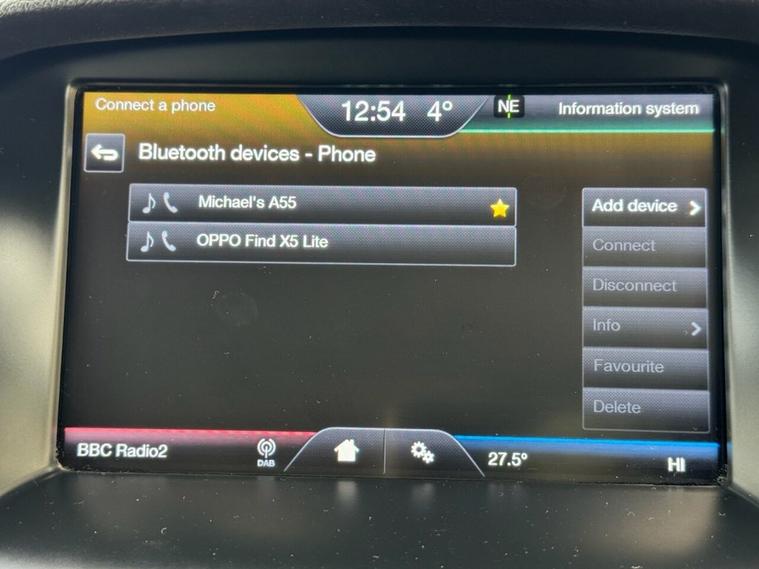 Connect a phone
12:54 4°
NE
Information system
Bluetooth devices - Phone
Michael's A55
OPPO Find X5 Lite
Add device
Connect
Disconnect
Info
Favourite
Delete
BBC Radio2
DAB
27.5°
HI